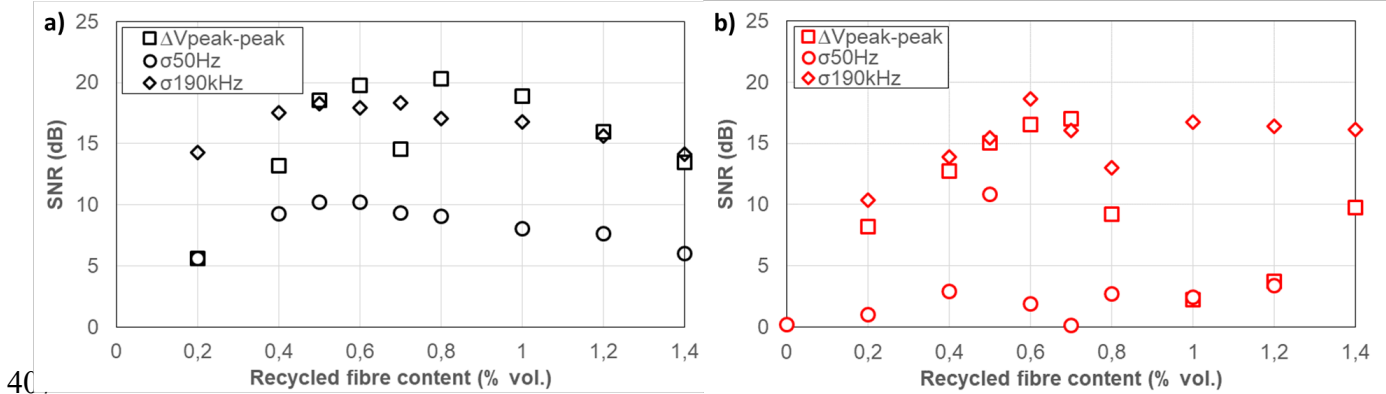 a)
ΔVpeak-peak
σ50Hz
σ190kHz
SNR (dB)
25
20
15
10
5
0
0 0,2 0,4 0,6 0,8 1 1,2 1,4
Recycled fibre content (% vol.)
b)
ΔVpeak-peak
σ50Hz
σ190kHz
SNR (dB)
25
20
15
10
5
0
0 0,2 0,4 0,6 0,8 1 1,2 1,4
Recycled fibre content (% vol.)